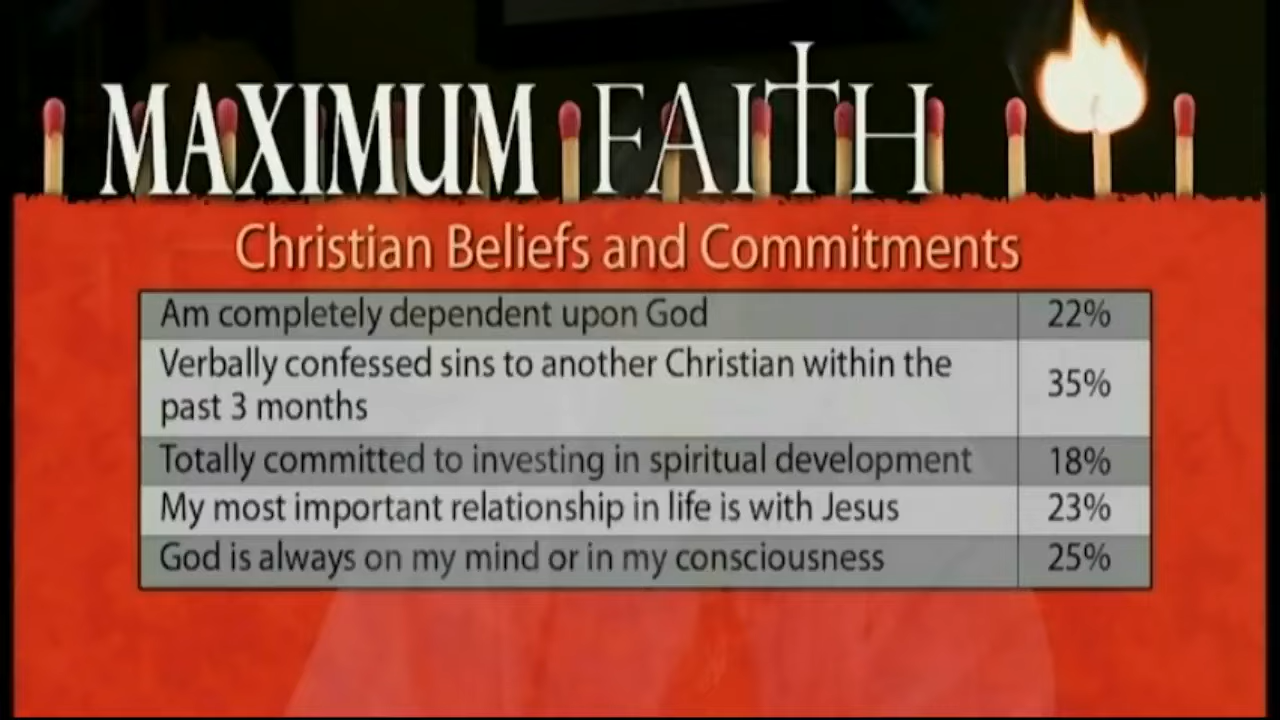 MAXIMUM FAITH
Christian Beliefs and Commitments
Am completely dependent upon God 22%
Verbally confessed sins to another Christian within the
past 3 months 35%
Totally committed to investing in spiritual development 18%
My most important relationship in life is with Jesus 23%
God is always on my mind or in my consciousness 25%